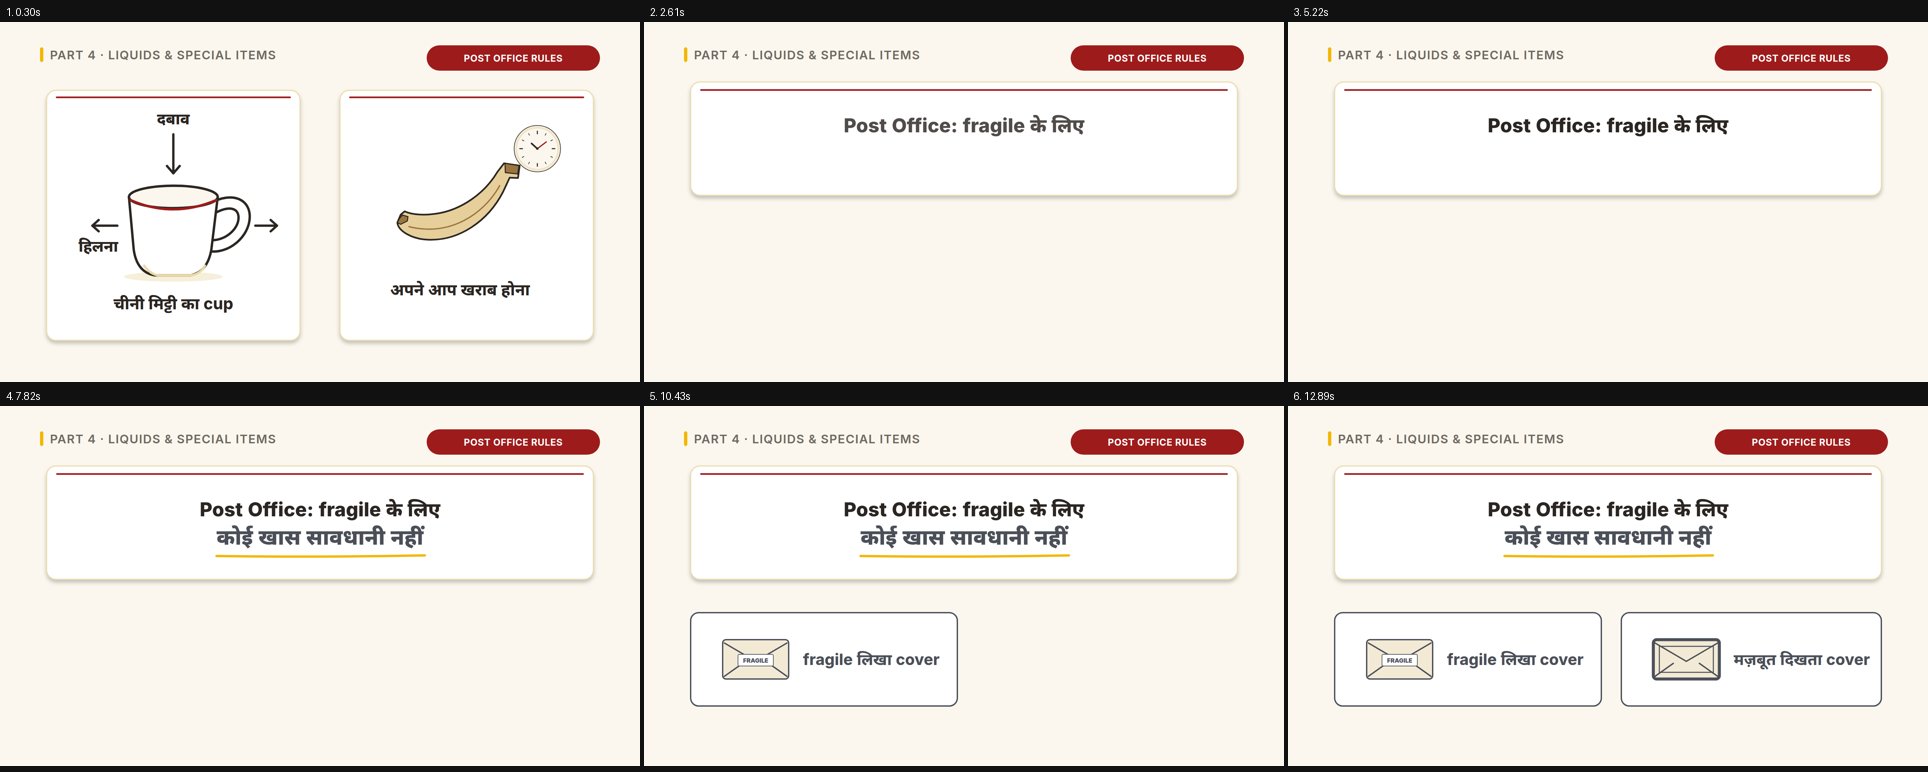 1. 0.30s
PART 4 · LIQUIDS & SPECIAL ITEMS
POST OFFICE RULES
दबाव
हिलना
चीनी मिट्टी का cup
अपने आप खराब होना
2. 2.61s
PART 4 · LIQUIDS & SPECIAL ITEMS
POST OFFICE RULES
Post Office: fragile के लिए
3. 5.22s
PART 4 · LIQUIDS & SPECIAL ITEMS
POST OFFICE RULES
Post Office: fragile के लिए
4. 7.82s
PART 4 · LIQUIDS & SPECIAL ITEMS
POST OFFICE RULES
Post Office: fragile के लिए
कोई खास सावधानी नहीं
5. 10.43s
PART 4 · LIQUIDS & SPECIAL ITEMS
POST OFFICE RULES
Post Office: fragile के लिए
कोई खास सावधानी नहीं
FRAGILE
fragile लिखा cover
6. 12.89s
PART 4 · LIQUIDS & SPECIAL ITEMS
POST OFFICE RULES
Post Office: fragile के लिए
कोई खास सावधानी नहीं
FRAGILE
fragile लिखा cover
मज़बूत दिखता cover